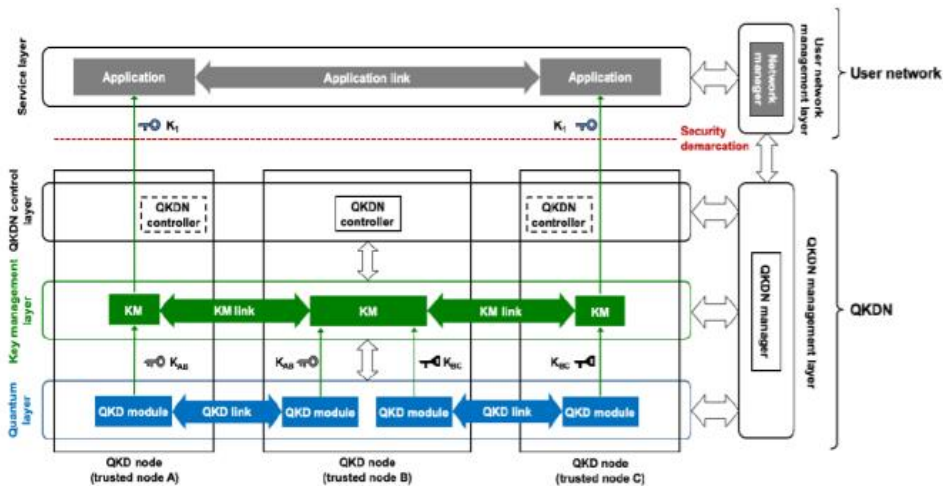 Service layer
Application
Application link
Application
Network
manager
User network
management layer
User network
K1
K1
Security
demarcation
QKDN control
layer
QKDN
controller
QKDN
controller
QKDN
controller
Key management
layer
KM
KM link
KM
KM link
KM
QKDN manager
QKDN management layer
QKDN
KAB
KAB
KBC
KBC
Quantum
layer
QKD module
QKD link
QKD module
QKD module
QKD link
QKD module
QKD node
(trusted node A)
QKD node
(trusted node B)
QKD node
(trusted node C)